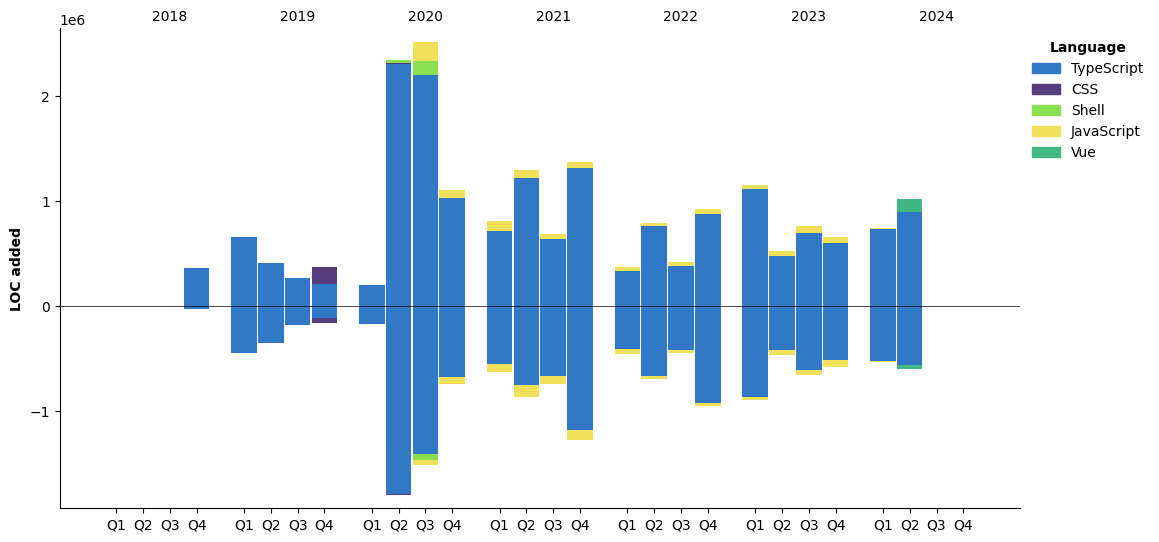 1e6
2018 2019 2020 2021 2022 2023 2024
Language
TypeScript
CSS
Shell
JavaScript
Vue
LOC added
2
1
0
−1
Q1 Q2 Q3 Q4 Q1 Q2 Q3 Q4 Q1 Q2 Q3 Q4 Q1 Q2 Q3 Q4 Q1 Q2 Q3 Q4 Q1 Q2 Q3 Q4 Q1 Q2 Q3 Q4